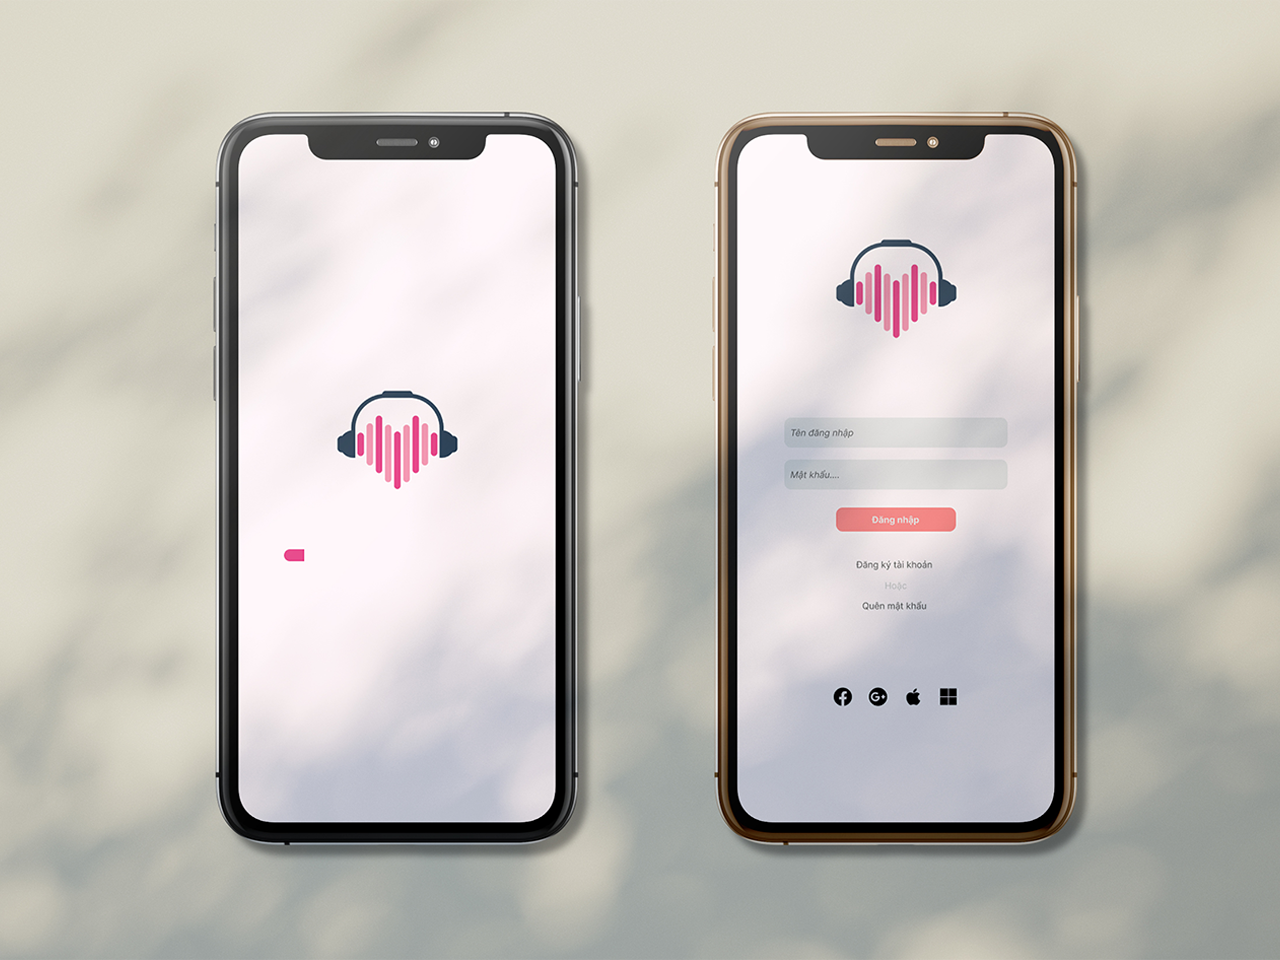 Tên đăng nhập
Mật khẩu....
Đăng nhập
Đăng ký tài khoản
Hoặc
Quên mật khẩu